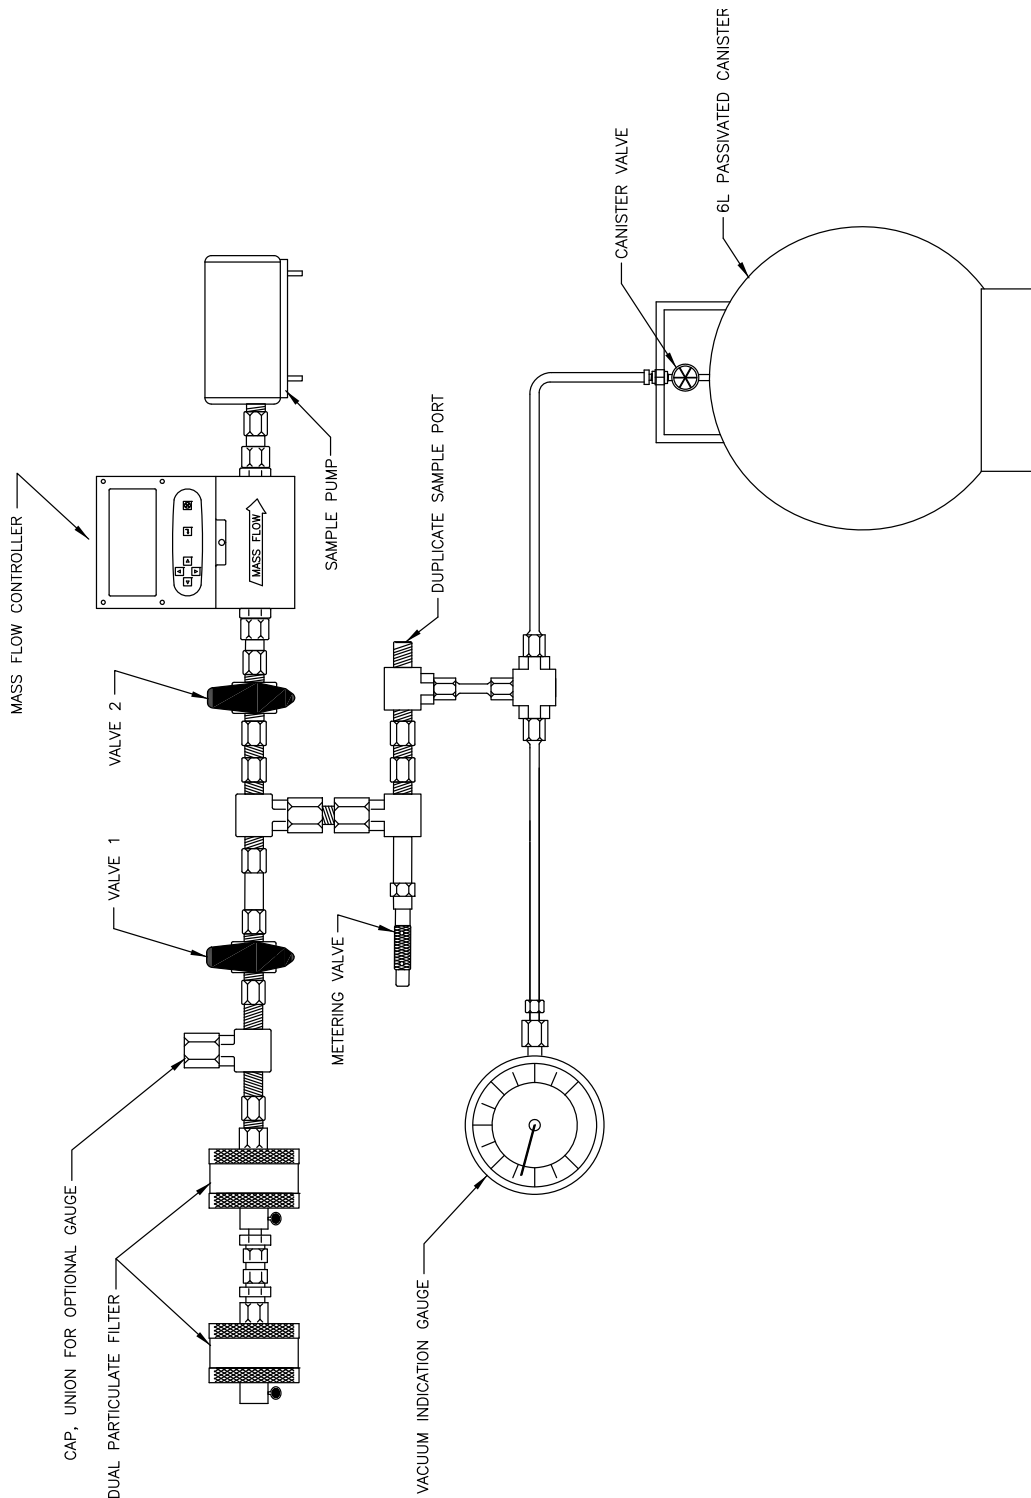 MASS FLOW CONTROLLER
VALVE 2
VALVE 1
CAP, UNION FOR OPTIONAL GAUGE
DUAL PARTICULATE FILTER
MASS FLOW
SAMPLE PUMP
METERING VALVE
DUPLICATE SAMPLE PORT
VACUUM INDICATION GAUGE
CANISTER VALVE
6L PASSIVATED CANISTER